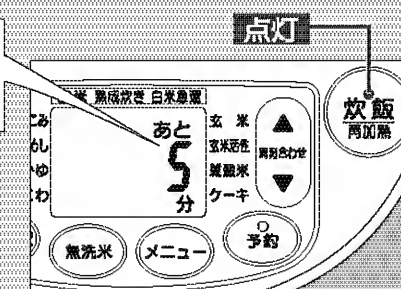 点灯
熟成炊き 白米急速
あと
5
分
玄米
玄米活性
雑穀米
ケーキ
時刻合わせ
炊飯
再加熱
無洗米
メニュー
予約